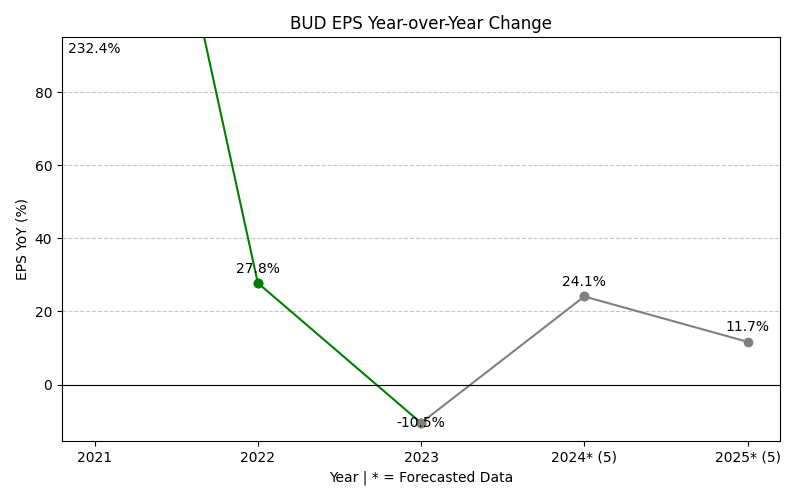 BUD EPS Year-over-Year Change
232.4%
80
60
EPS YoY (%)
40
27.8%
24.1%
20
11.7%
0
-10.5%
2021 2022 2023 2024* (5) 2025* (5)
Year | * = Forecasted Data